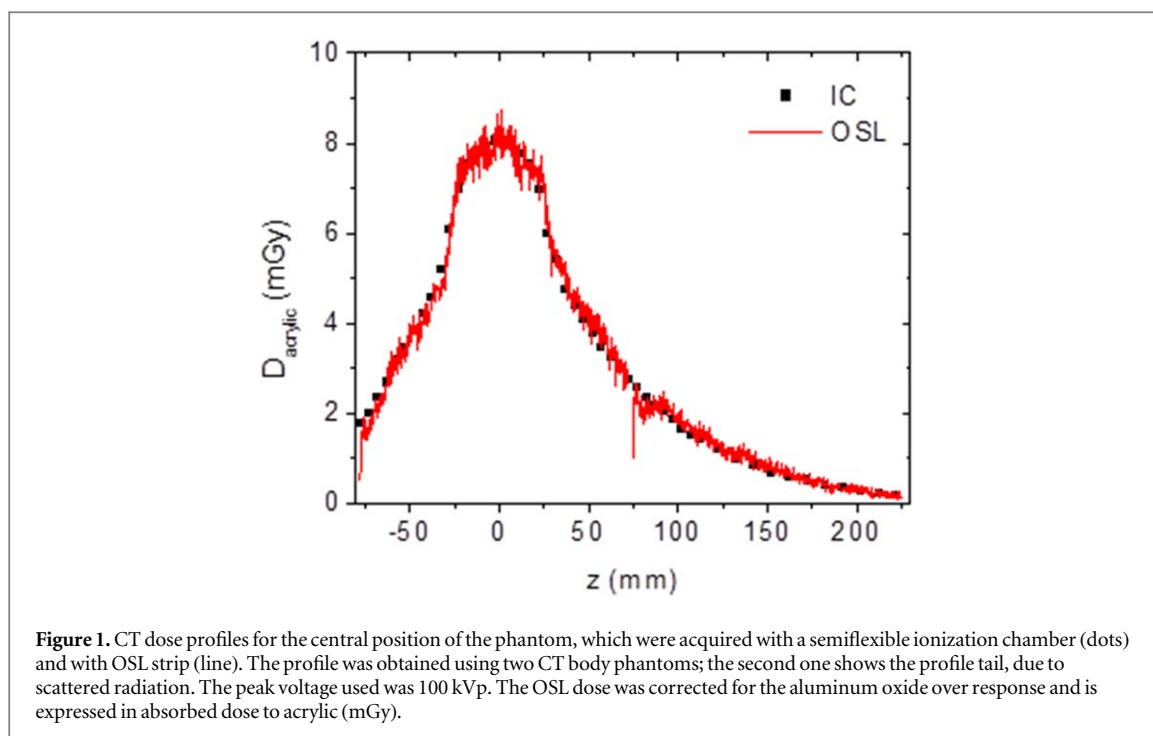 10
8
6
4
2
0
D acrylic (mGy)
IC
OSL
-50 0 50 100 150 200
z (mm)
Figure 1. CT dose profiles for the central position of the phantom, which were acquired with a semiflexible ionization chamber (dots)
and with OSL strip (line). The profile was obtained using two CT body phantoms; the second one shows the profile tail, due to
scattered radiation. The peak voltage used was 100 kVp. The OSL dose was corrected for the aluminum oxide over response and is
expressed in absorbed dose to acrylic (mGy).